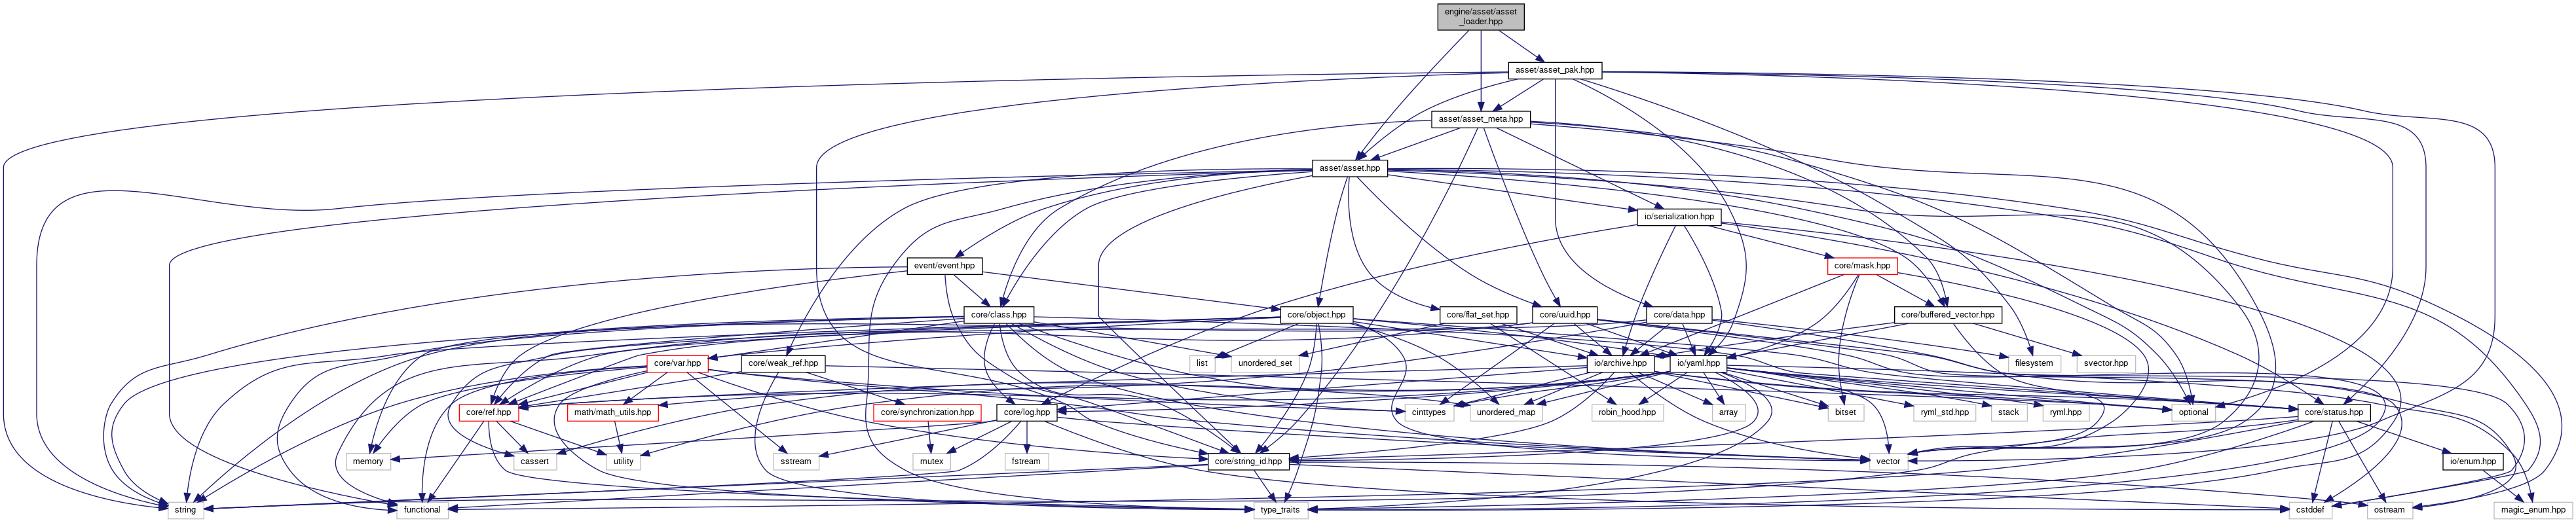 engine/asset/asset
_loader.hpp
asset/asset_pak.hpp
asset/asset_meta.hpp
asset/asset.hpp
io/serialization.hpp
event/event.hpp
core/mask.hpp
core/class.hpp
core/object.hpp
core/flat_set.hpp
core/uuid.hpp
core/data.hpp
core/buffered_vector.hpp
core/var.hpp
core/weak_ref.hpp
list
unordered_set
io/archive.hpp
io/yaml.hpp
filesystem
svector.hpp
core/ref.hpp
math/math_utils.hpp
core/synchronization.hpp
core/log.hpp
cinttypes
unordered_map
robin_hood.hpp
array
bitset
ryml_std.hpp
stack
ryml.hpp
optional
core/status.hpp
memory
cassert
utility
sstream
mutex
fstream
core/string_id.hpp
vector
io/enum.hpp
string
functional
type_traits
cstddef
ostream
magic_enum.hpp